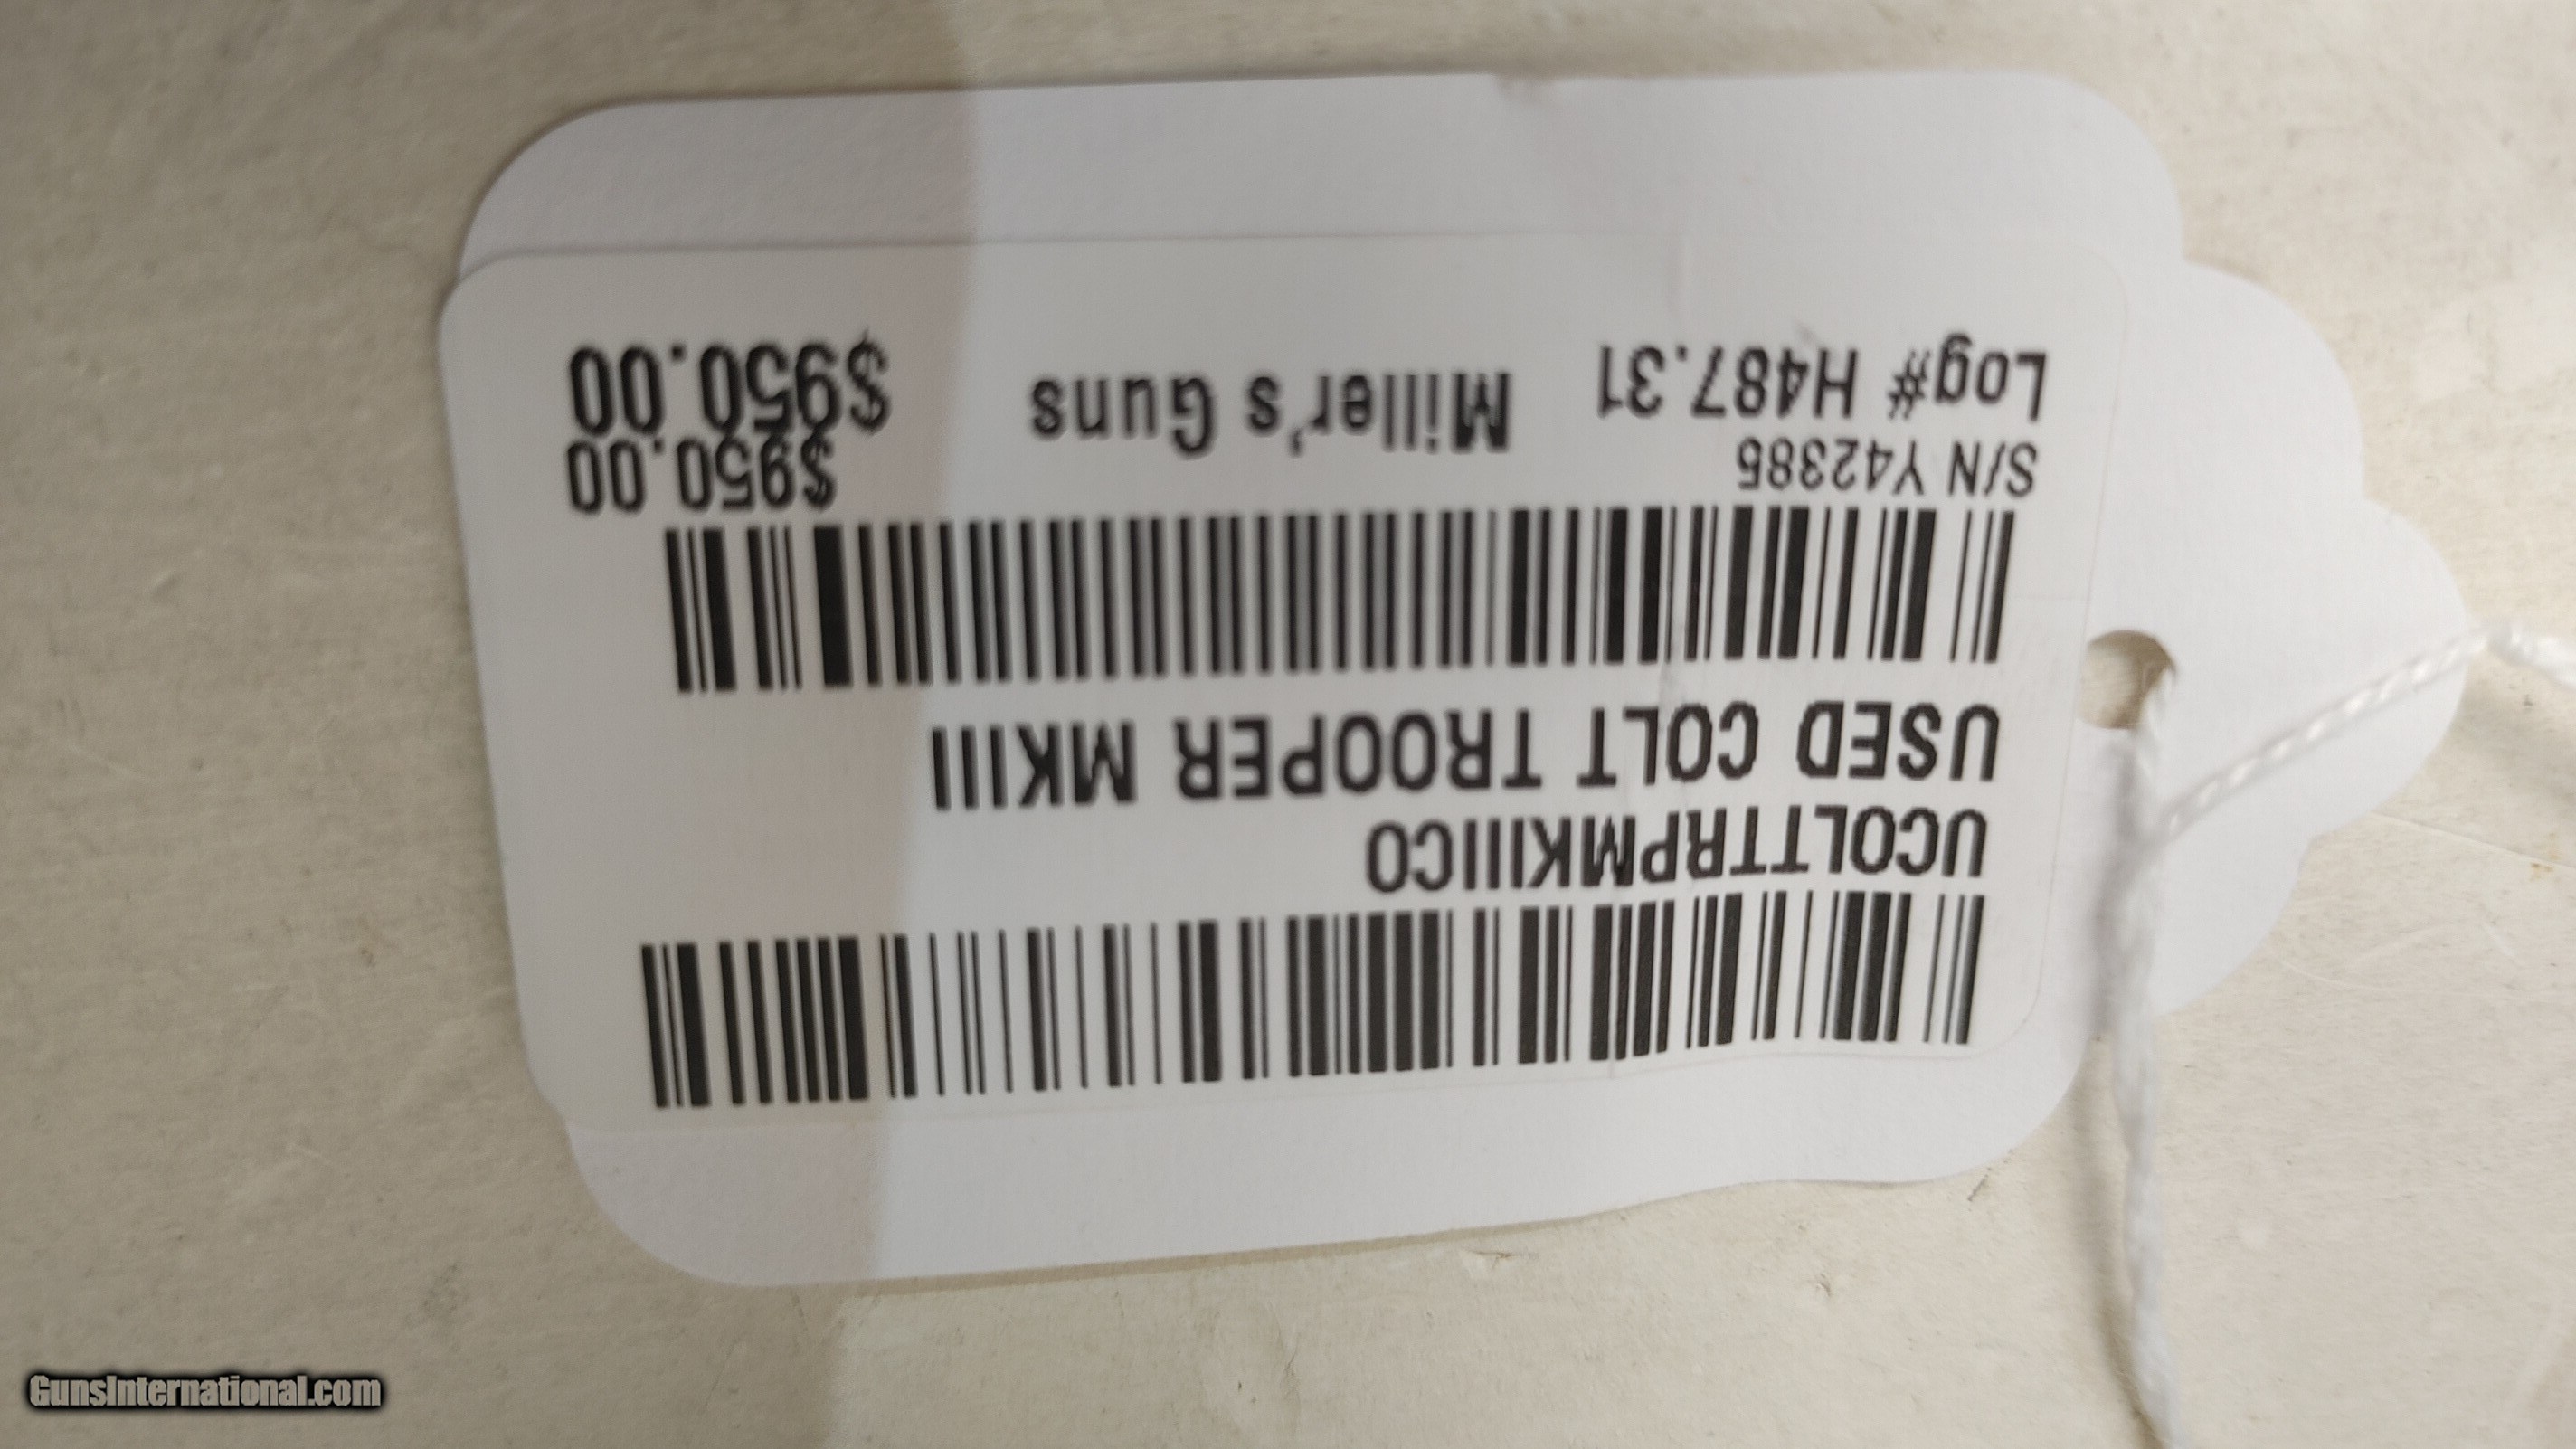 UCOLTTRPMKIIICO
USED COLT TROOPER MKIII
S/N Y42385 $950.00
Log# H487.31 Miller's Guns $950.00
GunsInternational.com